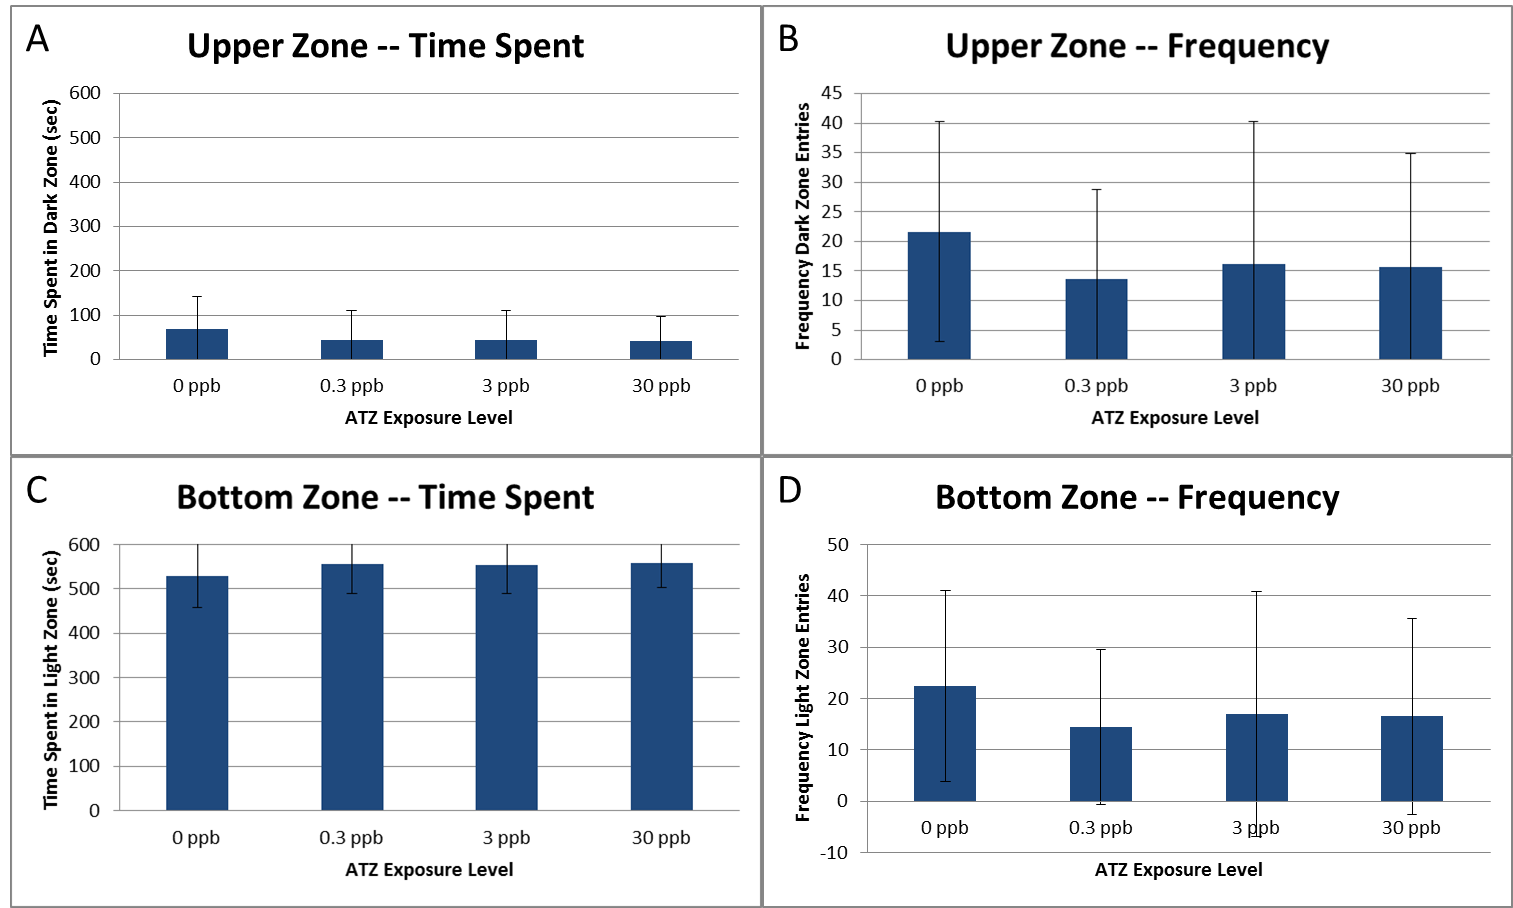 A
Upper Zone -- Time Spent
Time Spent in Dark Zone (sec)
600
500
400
300
200
100
0
0 ppb 0.3 ppb 3 ppb 30 ppb
ATZ Exposure Level
B
Upper Zone -- Frequency
Frequency Dark Zone Entries
45
40
35
30
25
20
15
10
5
0
0 ppb 0.3 ppb 3 ppb 30 ppb
ATZ Exposure Level
C
Bottom Zone -- Time Spent
Time Spent in Light Zone (sec)
600
500
400
300
200
100
0
0 ppb 0.3 ppb 3 ppb 30 ppb
ATZ Exposure Level
D
Bottom Zone -- Frequency
Frequency Light Zone Entries
50
40
30
20
10
0
-10
0 ppb 0.3 ppb 3 ppb 30 ppb
ATZ Exposure Level